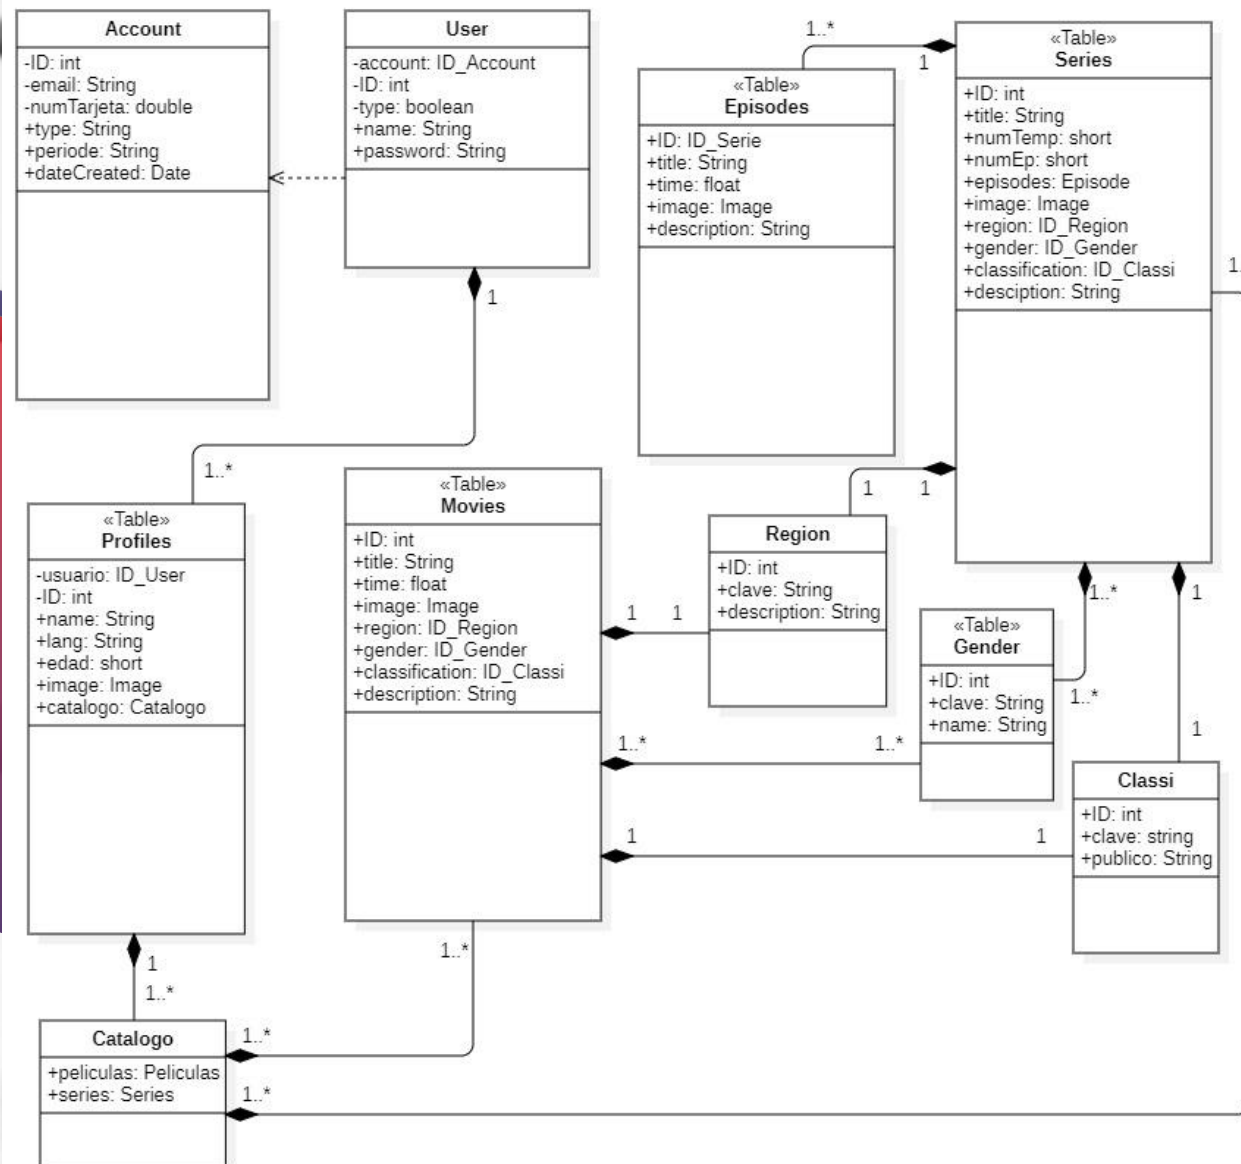 Account
-ID: int
-email: String
-numTarjeta: double
+type: String
+periode: String
+dateCreated: Date
User
-account: ID_Account
-ID: int
-type: boolean
+name: String
+password: String
1
1..*
«Table»
Episodes
+ID: ID_Serie
+title: String
+time: float
+image: Image
+description: String
1..*
1
«Table»
Series
+ID: int
+title: String
+numTemp: short
+numEp: short
+episodes: Episode
+image: Image
+region: ID_Region
+gender: ID_Gender
+classification: ID_Classi
+desciption: String
1.
«Table»
Profiles
-usuario: ID_User
-ID: int
+name: String
+lang: String
+edad: short
+image: Image
+catalogo: Catalogo
«Table»
Movies
+ID: int
+title: String
+time: float
+image: Image
+region: ID_Region
+gender: ID_Gender
+classification: ID_Classi
+description: String
1
1
Region
+ID: int
+clave: String
+description: String
1
1
«Table»
Gender
+ID: int
+clave: String
+name: String
1..*
1..*
1..*
1..*
1
1
Classi
+ID: int
+clave: string
+publico: String
1
1
1..*
1
1..*
Catalogo
+peliculas: Peliculas
+series: Series
1..*
1..*